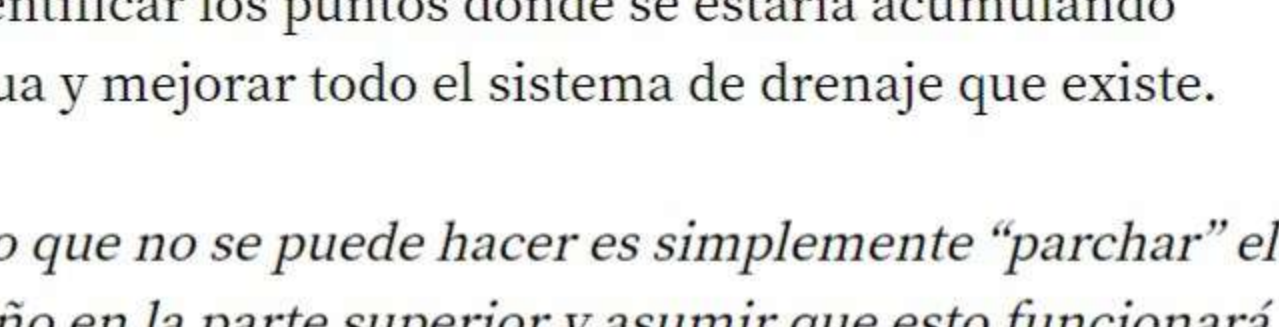 entificar los puntos donde se estaría acumulando
ua y mejorar todo el sistema de drenaje que existe.
o que no se puede hacer es simplemente “parchar” el
ño en la parte superior y asumir que esto funcionará